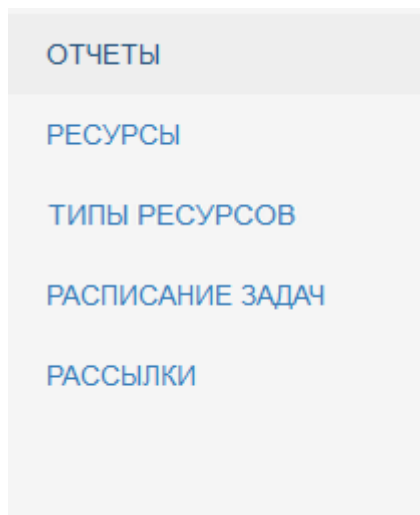 ОТЧЕТЫ
РЕСУРСЫ
ТИПЫ РЕСУРСОВ
РАСПИСАНИЕ ЗАДАЧ
РАССЫЛКИ